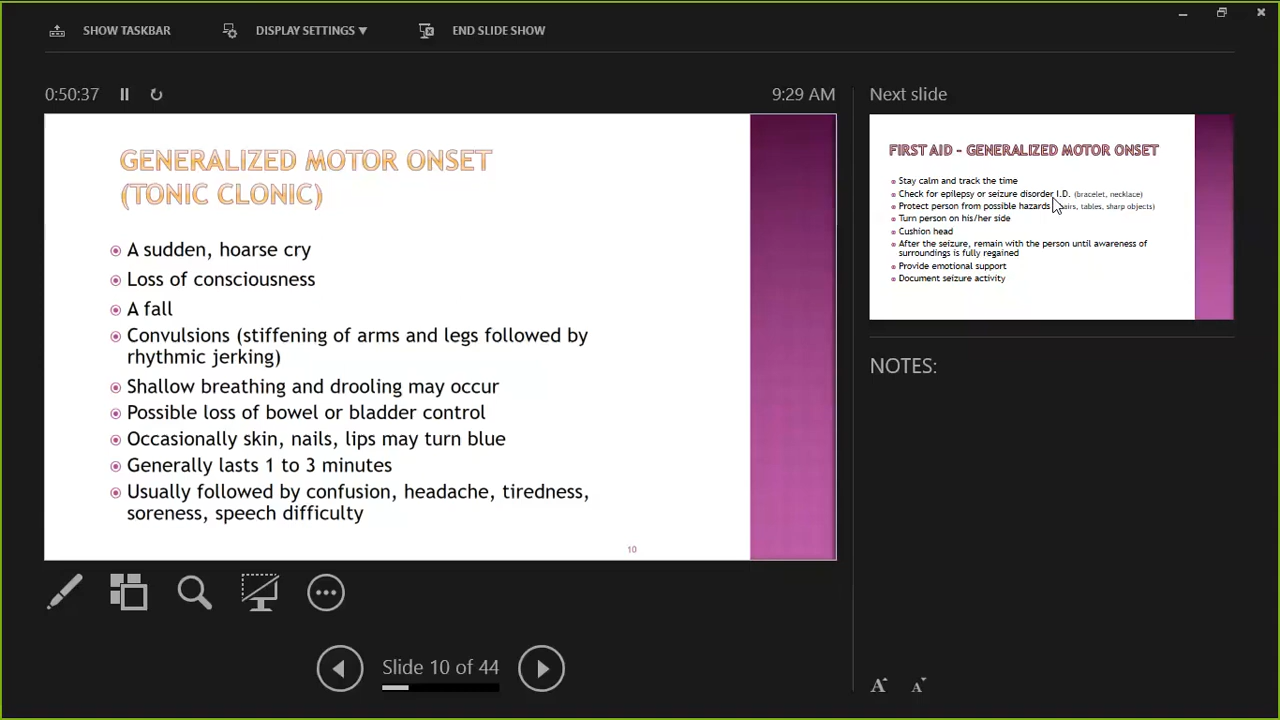 SHOW TASKBAR
DISPLAY SETTINGS ▼
END SLIDE SHOW
0:50:37
9:29 AM
GENERALIZED MOTOR ONSET
(TONIC CLONIC)
A sudden, hoarse cry
Loss of consciousness
A fall
Convulsions (stiffening of arms and legs followed by
rhythmic jerking)
Shallow breathing and drooling may occur
Possible loss of bowel or bladder control
Occasionally skin, nails, lips may turn blue
Generally lasts 1 to 3 minutes
Usually followed by confusion, headache, tiredness,
soreness, speech difficulty
10
Slide 10 of 44
Next slide
FIRST AID – GENERALIZED MOTOR ONSET
Stay calm and track the time
Check for epilepsy or seizure disorder I.D. (bracelet, necklace)
Protect person from possible hazards tables, sharp objects)
Turn person on his/her side
Cushion head
After the seizure, remain with the person until awareness of
surroundings is fully regained
Provide emotional support
Document seizure activity
NOTES:
A A